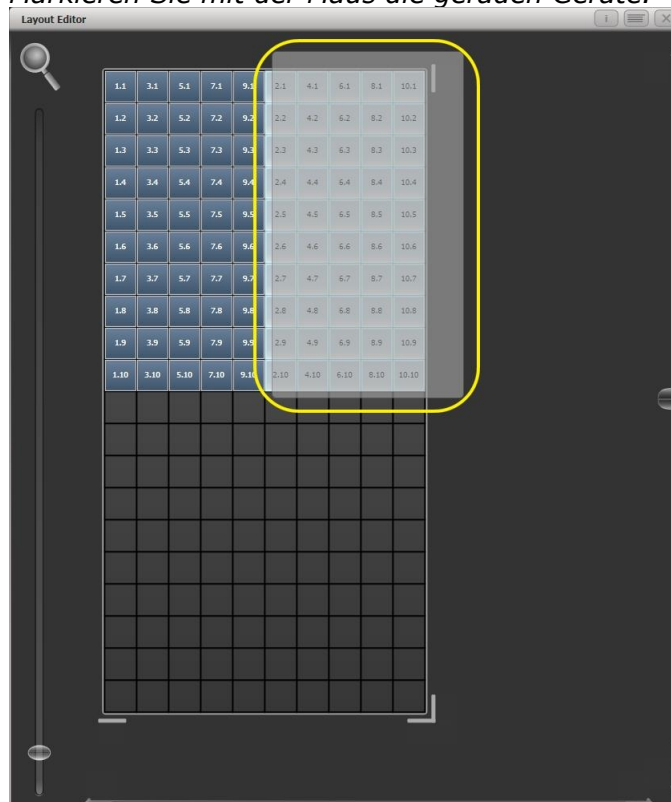 Markieren Sie mit der Maus die geraden Geräte.
Layout Editor
1.1 3.1 5.1 7.1 9.1 2.1 4.1 6.1 8.1 10.1
1.2 3.2 5.2 7.2 9.2 2.2 4.2 6.2 8.2 10.2
1.3 3.3 5.3 7.3 9.3 2.3 4.3 6.3 8.3 10.3
1.4 3.4 5.4 7.4 9.4 2.4 4.4 6.4 8.4 10.4
1.5 3.5 5.5 7.5 9.5 2.5 4.5 6.5 8.5 10.5
1.6 3.6 5.6 7.6 9.6 2.6 4.6 6.6 8.6 10.6
1.7 3.7 5.7 7.7 9.7 2.7 4.7 6.7 8.7 10.7
1.8 3.8 5.8 7.8 9.8 2.8 4.8 6.8 8.8 10.8
1.9 3.9 5.9 7.9 9.9 2.9 4.9 6.9 8.9 10.9
1.10 3.10 5.10 7.10 9.10 2.10 4.10 6.10 8.10 10.10